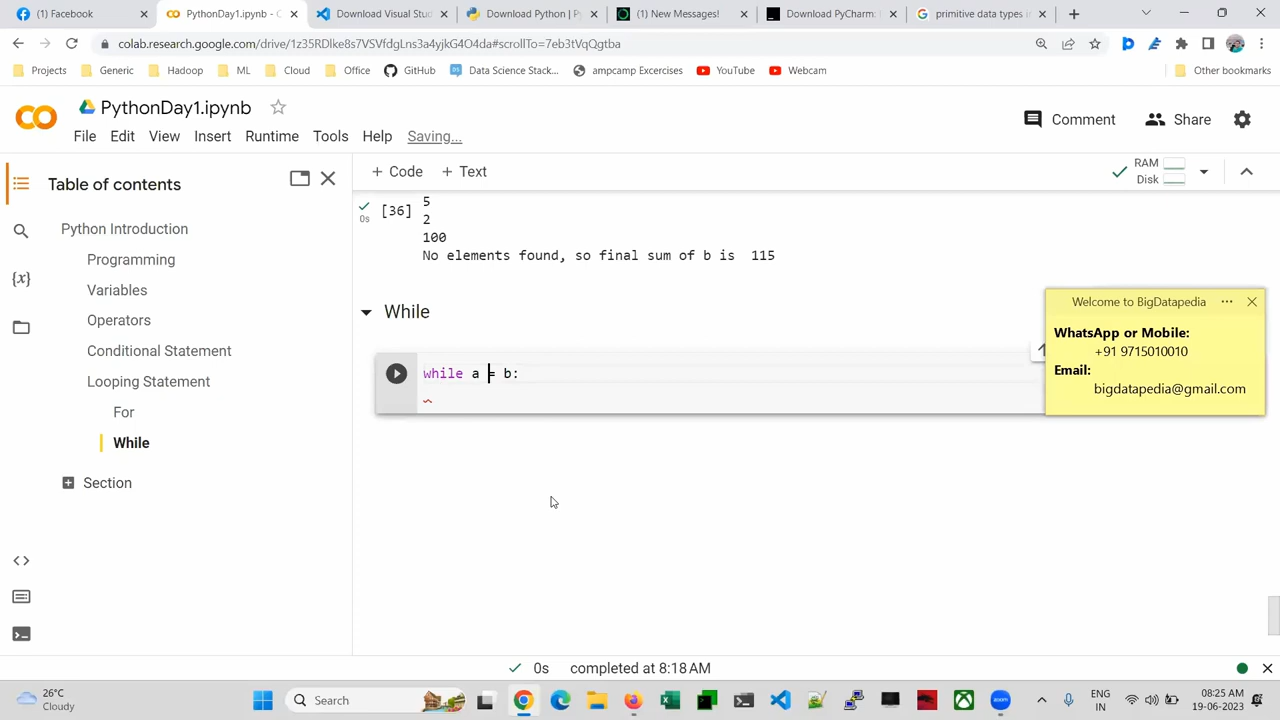 (1) Facebook
PythonDay1.ipynb - C
Download Visual Stud
Download Python | Py
(1) New Messages!
Download PyCharm
primitive data types in
colab.research.google.com/drive/1z35RDlke8s7VSVfdgLns3a4yjkG4O4da#scrollTo=7eb3tVqQgtba
Projects
Generic
Hadoop
ML
Cloud
Office
GitHub
Data Science Stack...
ampcamp Excercises
YouTube
Webcam
Other bookmarks
CO
PythonDay1.ipynb
File Edit View Insert Runtime Tools Help Saving...
Comment
Share
Table of contents
+ Code + Text
RAM
Disk
Python Introduction
Programming
Variables
Operators
Conditional Statement
Looping Statement
For
While
Section
{x}
0s
[36]
5
2
100
No elements found, so final sum of b is 115
While
while a = b:
Welcome to BigDatapedia
WhatsApp or Mobile:
+91 9715010010
Email:
bigdatapedia@gmail.com
0s completed at 8:18 AM
26°C
Cloudy
Search
zoom
ENG
IN
08:25 AM
19-06-2023